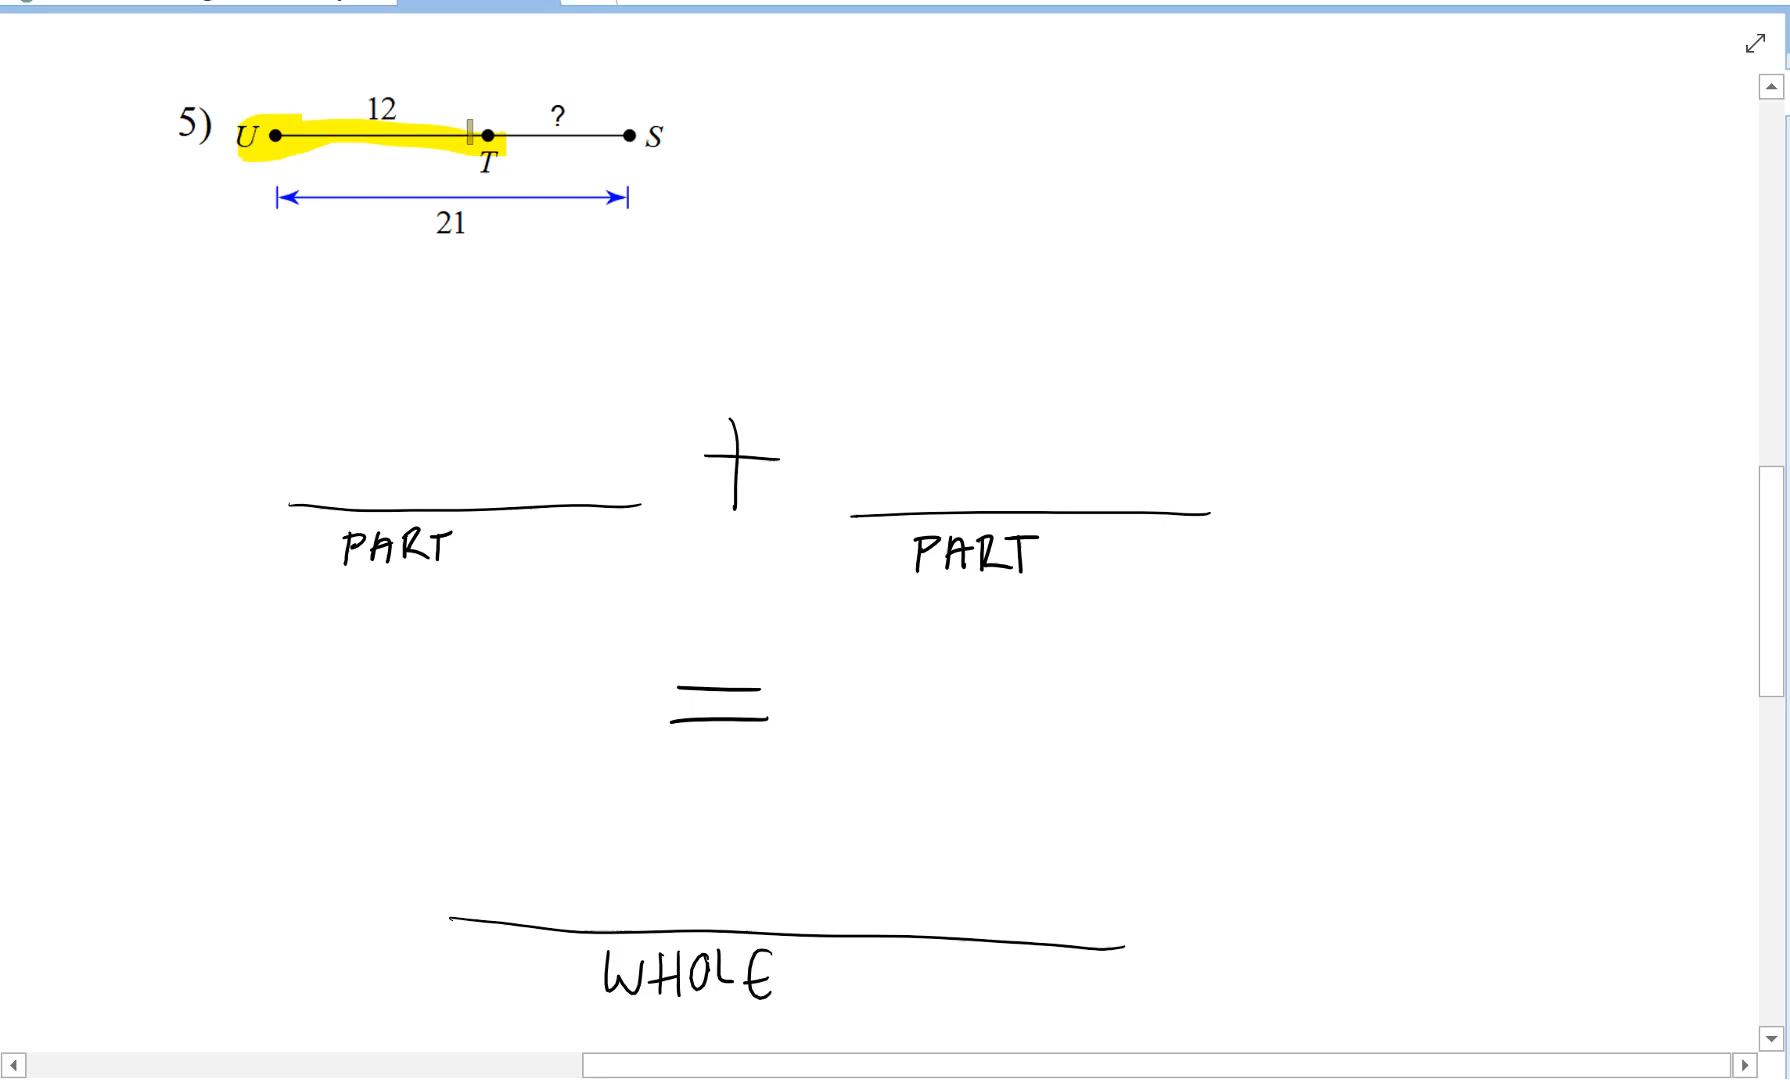 5) U 12 T ? S
21
+
PART PART
=
WHOLE